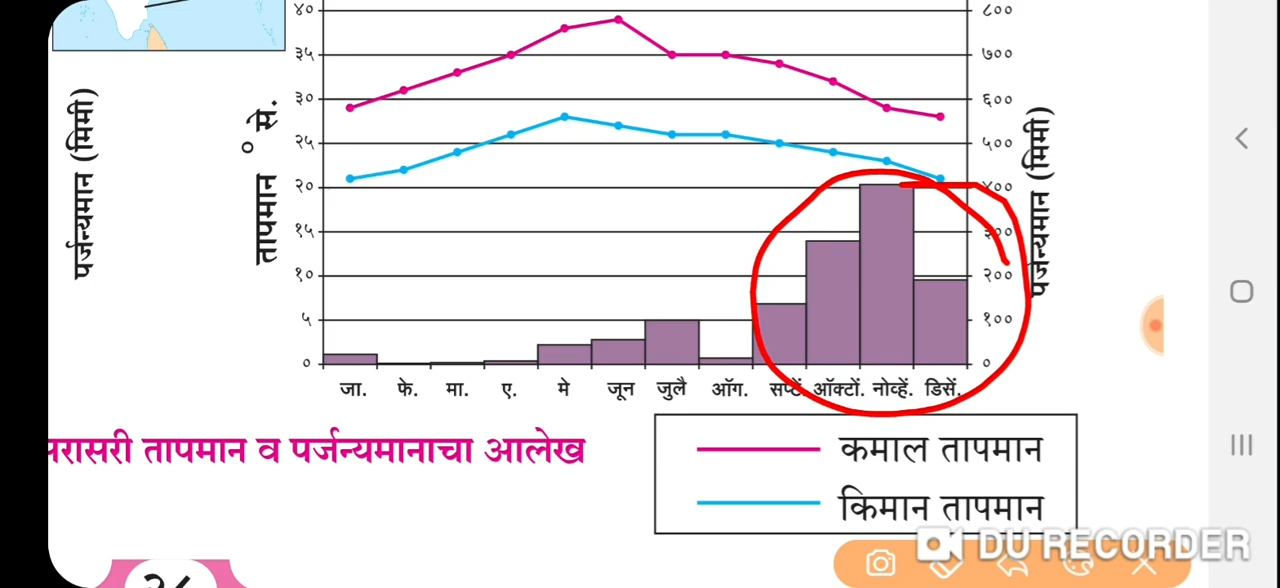 ४० ८००
३५ ७००
३० ६००
२५ ५००
२० ४००
१५ ३००
१० २००
५ १००
० ०
पर्जन्यमान (मिमी)
तापमान ° से.
पर्जन्यमान (मिमी)
जा. फे. मा. ए. मे जून जुलै ऑग. सप्टें. ऑक्टों. नोव्हें. डिसें.
सरासरी तापमान व पर्जन्यमानाचा आलेख
कमाल तापमान
किमान तापमान
DU RECORDER